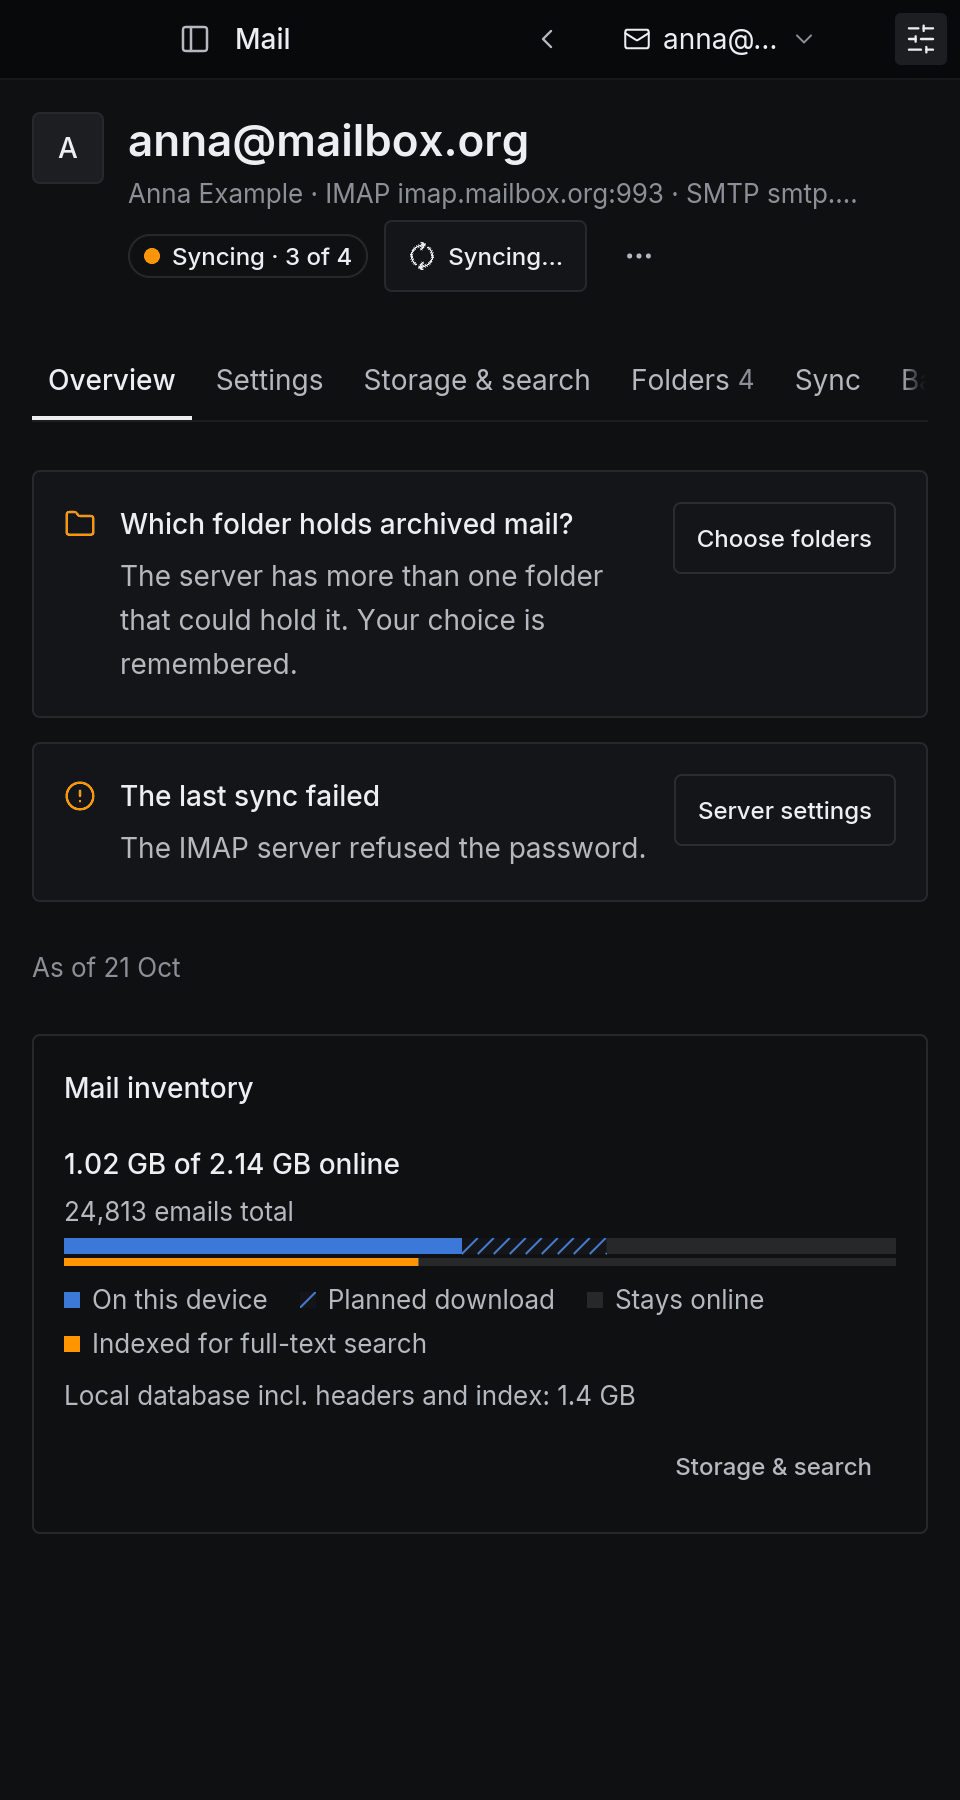 Mail
anna@...
A
anna@mailbox.org
Anna Example · IMAP imap.mailbox.org:993 · SMTP smtp....
Syncing · 3 of 4
Syncing...
Overview
Settings
Storage & search
Folders 4
Sync
Which folder holds archived mail?
The server has more than one folder
that could hold it. Your choice is
remembered.
Choose folders
The last sync failed
The IMAP server refused the password.
Server settings
As of 21 Oct
Mail inventory
1.02 GB of 2.14 GB online
24,813 emails total
On this device
Planned download
Stays online
Indexed for full-text search
Local database incl. headers and index: 1.4 GB
Storage & search